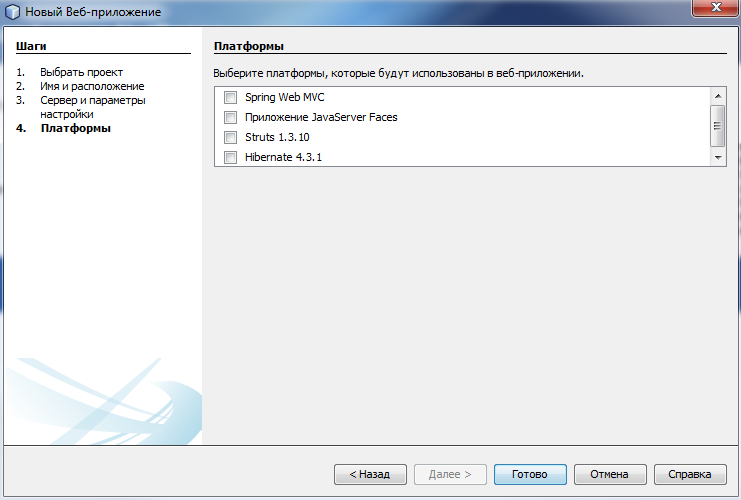 Новый Веб-приложение
Шаги
1. Выбрать проект
2. Имя и расположение
3. Сервер и параметры
настройки
4. Платформы
Платформы
Выберите платформы, которые будут использованы в веб-приложении.
Spring Web MVC
Приложение JavaServer Faces
Struts 1.3.10
Hibernate 4.3.1
< Назад
Далее >
Готово
Отмена
Справка